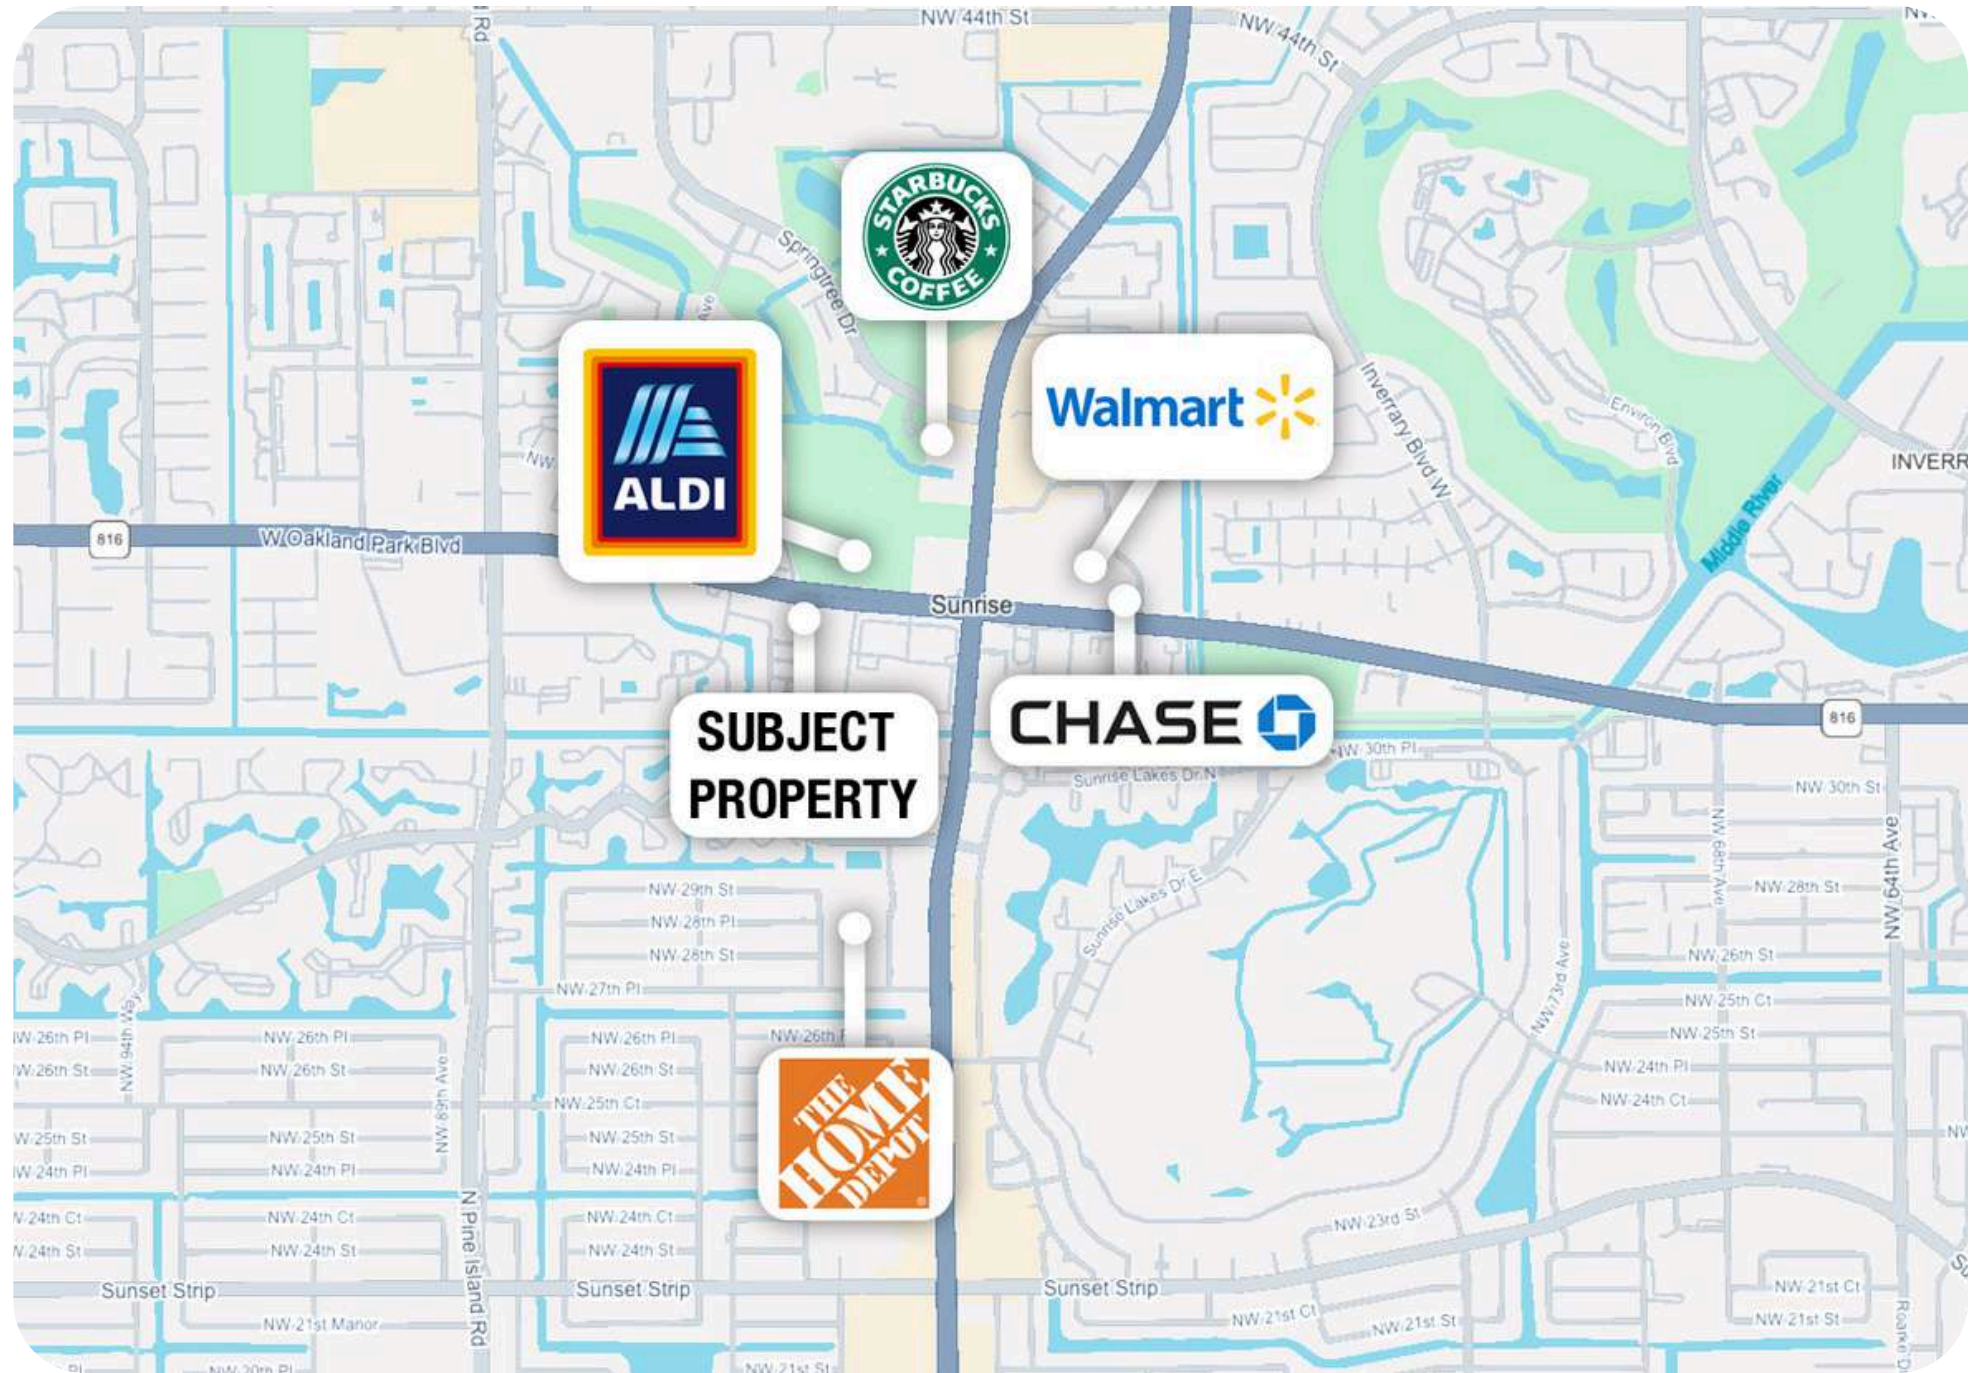 NW 44th St
NW 44th St
STARBUCKS
COFFEE
Springtree Dr
Ave
Rd
ALDI
Walmart
Inverrary Blvd W
Environ Blvd
INVERR
Middle River
NW
816
W Oakland Park Blvd
Sunrise
SUBJECT
PROPERTY
CHASE
816
NW 30th Pl
Sunrise Lakes Dr N
NW 30th St
NW 29th St
NW 28th Pl
NW 28th St
NW 27th Pl
Sunrise Lakes Dr E
NW 68th Ave
NW 64th Ave
NW 28th St
NW 73rd Ave
NW 26th St
NW 25th Ct
NW 25th St
NW 24th Pl
NW 24th Ct
NW 94th Way
W 26th Pl
NW 26th Pl
NW 26th Pl
NW 26th
W 26th St
NW 26th St
NW 89th Ave
NW 26th St
NW 25th Ct
THE
HOME
DEPOT
W 25th St
NW 25th St
NW 25th St
W 24th Pl
NW 24th Pl
NW 24th Pl
NW
24th Ct
NW 24th Ct
NW 24th Ct
NW 23rd St
24th St
NW 24th St
NW 24th St
N Pine Island Rd
Sunset Strip
Sunset Strip
Sunset Strip
NW 21st Ct
NW 21st Manor
NW 21st Ct
NW 21st St
NW 21st St
Pl
NW 20th Pl
NW 21st St